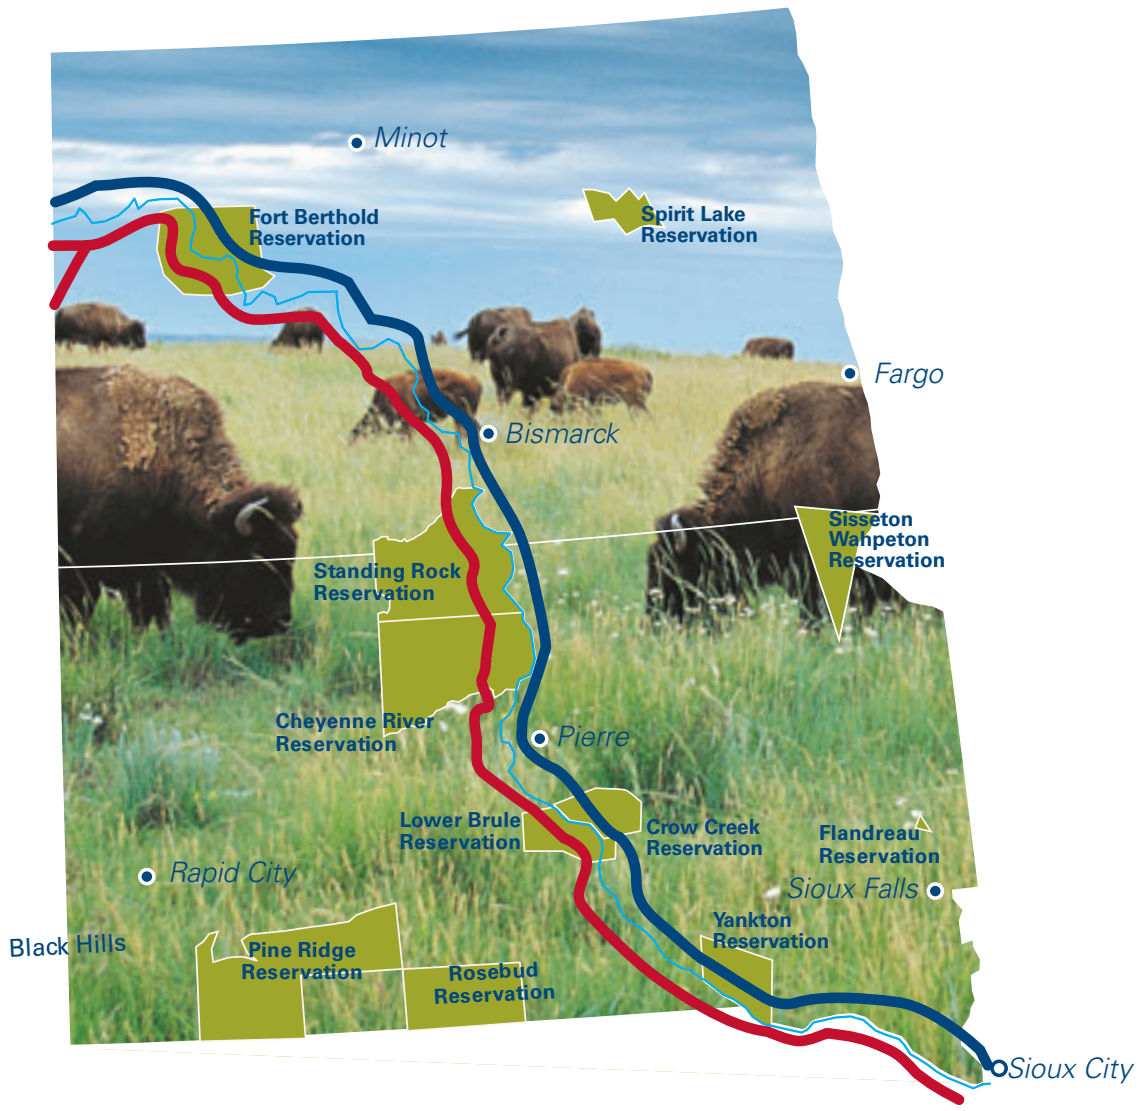 Minot
Fort Berthold
Reservation
Spirit Lake
Reservation
Fargo
Bismarck
Sisseton
Wahpeton
Reservation
Standing Rock
Reservation
Cheyenne River
Reservation
Pierre
Lower Brule
Reservation
Crow Creek
Reservation
Flandreau
Reservation
Rapid City
Sioux Falls
Black Hills
Yankton
Reservation
Pine Ridge
Reservation
Rosebud
Reservation
Sioux City